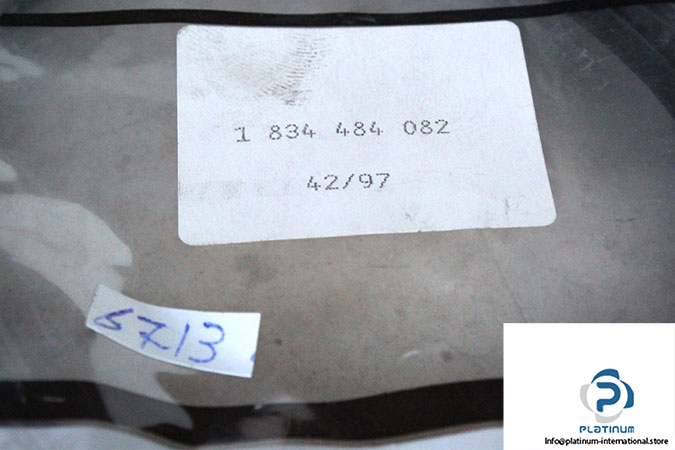 1 834 484 082
42/97
5713
PLATINUM
Info@platinum-international.store